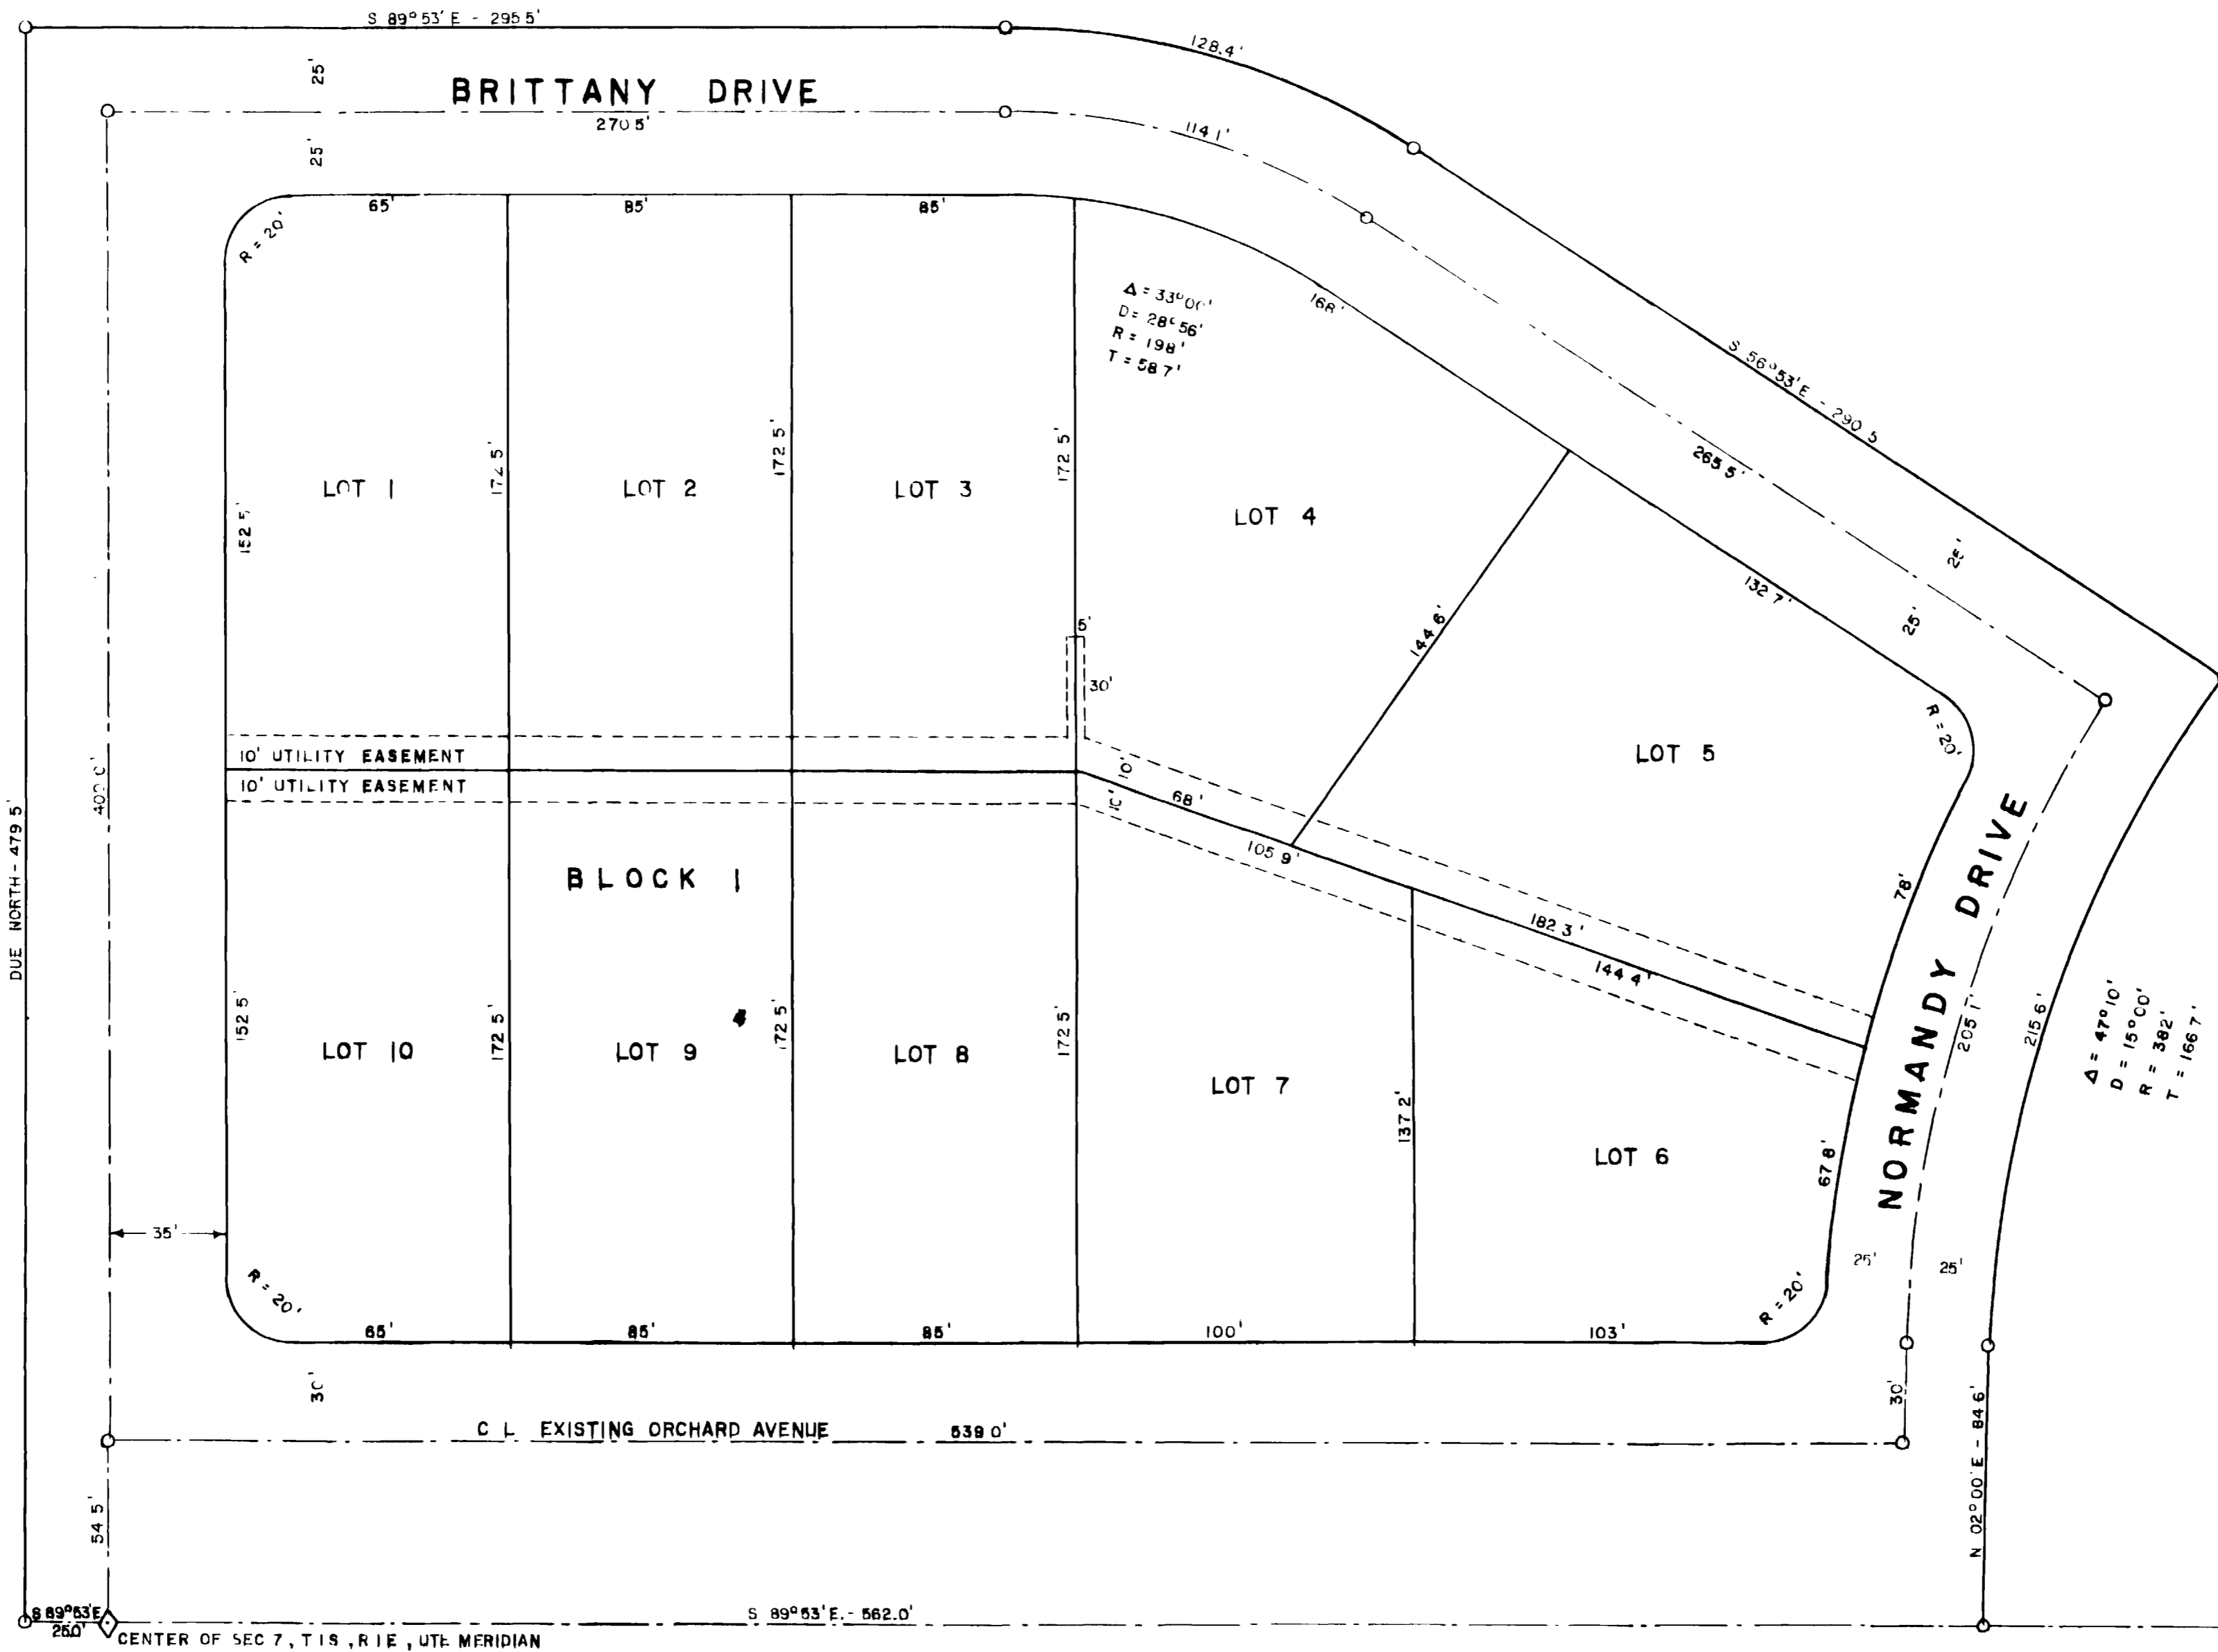 S 89°53' E - 295 5'
128.4'
25'
BRITTANY DRIVE
270 5'
114 1'
25'
65'
85'
85'
R = 20'
Δ = 33°00'
D = 28°56'
R = 198'
T = 58 7'
168'
S 56°53' E - 290 5
265 5'
172 5'
172 5'
172 5'
LOT 1
LOT 2
LOT 3
LOT 4
152 5'
25'
132 7'
25'
144 6'
5'
30'
R = 20'
LOT 5
10' UTILITY EASEMENT
10' UTILITY EASEMENT
10'
10'
68'
400 0'
DUE NORTH - 479 5'
105 9'
BLOCK 1
78'
NORMANDY DRIVE
182 3'
144 4'
205 1'
215 6'
Δ = 47°10'
D = 15°00'
R = 382'
T = 166 7'
152 5'
172 5'
172 5'
172 5'
LOT 10
LOT 9
LOT 8
LOT 7
137 2'
LOT 6
67 8'
35'
R = 20'
25'
25'
R = 20'
65'
85'
85'
100'
103'
30'
30'
C L EXISTING ORCHARD AVENUE 539 0'
54 5'
N 02°00' E - 84 6'
S 89°53' E
25.0'
S 89°53' E. - 562.0'
CENTER OF SEC 7, T 1 S, R 1 E, UTE MERIDIAN